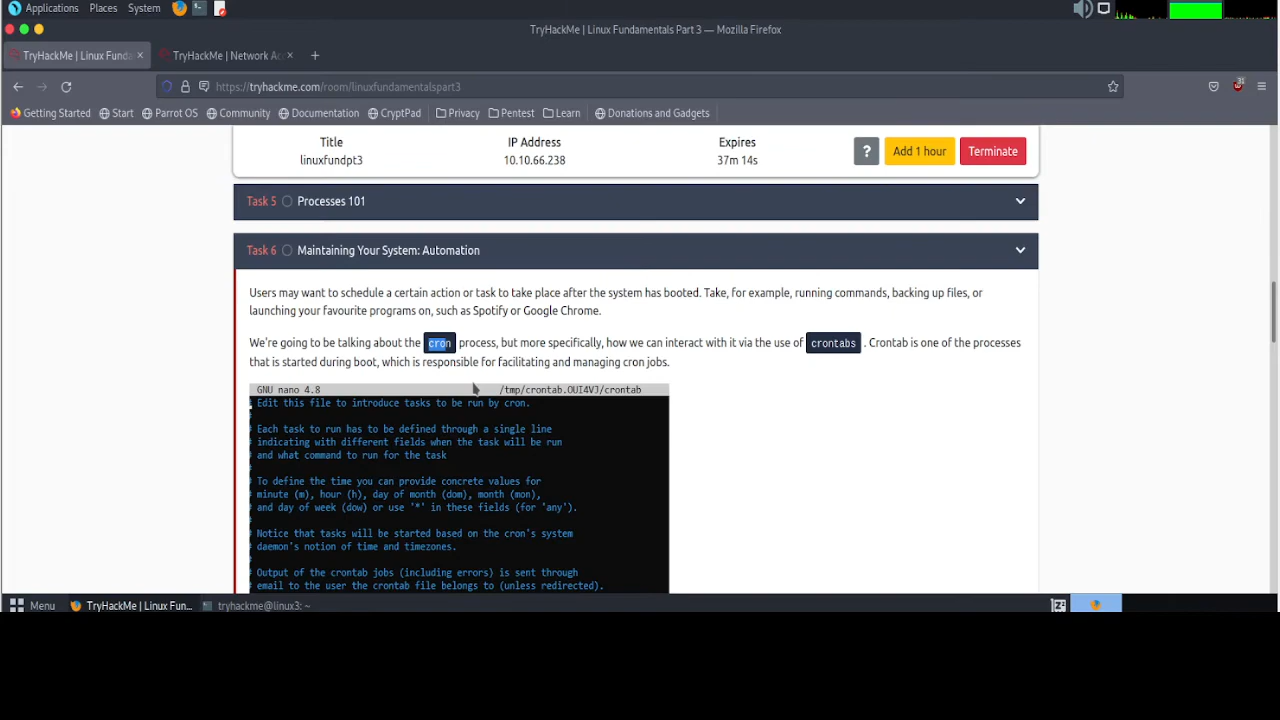 Applications Places System
TryHackMe | Linux Fundamentals Part 3 — Mozilla Firefox
TryHackMe | Linux Funda × TryHackMe | Network Ac × +
https://tryhackme.com/room/linuxfundamentalspart3
31
Getting Started Start Parrot OS Community Documentation CryptPad Privacy Pentest Learn Donations and Gadgets
Title IP Address Expires
linuxfundpt3 10.10.66.238 37m 14s ? Add 1 hour Terminate
Task 5 Processes 101
Task 6 Maintaining Your System: Automation
Users may want to schedule a certain action or task to take place after the system has booted. Take, for example, running commands, backing up files, or
launching your favourite programs on, such as Spotify or Google Chrome.
We're going to be talking about the cron process, but more specifically, how we can interact with it via the use of crontabs . Crontab is one of the processes
that is started during boot, which is responsible for facilitating and managing cron jobs.
GNU nano 4.8 /tmp/crontab.OUI4VJ/crontab
# Edit this file to introduce tasks to be run by cron.
#
# Each task to run has to be defined through a single line
# indicating with different fields when the task will be run
# and what command to run for the task
#
# To define the time you can provide concrete values for
# minute (m), hour (h), day of month (dom), month (mon),
# and day of week (dow) or use '*' in these fields (for 'any').
#
# Notice that tasks will be started based on the cron's system
# daemon's notion of time and timezones.
#
# Output of the crontab jobs (including errors) is sent through
# email to the user the crontab file belongs to (unless redirected).
Menu TryHackMe | Linux Fun... tryhackme@linux3: ~